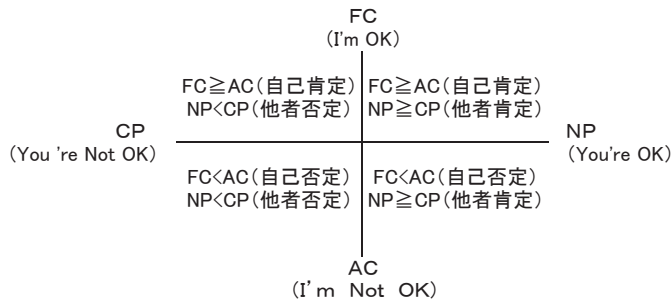 FC
(I'm OK)
FC≧AC(自己肯定) FC≧AC(自己肯定)
NP<CP(他者否定) NP≧CP(他者肯定)
CP NP
(You 're Not OK) (You're OK)
FC<AC(自己否定) FC<AC(自己否定)
NP<CP(他者否定) NP≧CP(他者肯定)
AC
(I'm Not OK)